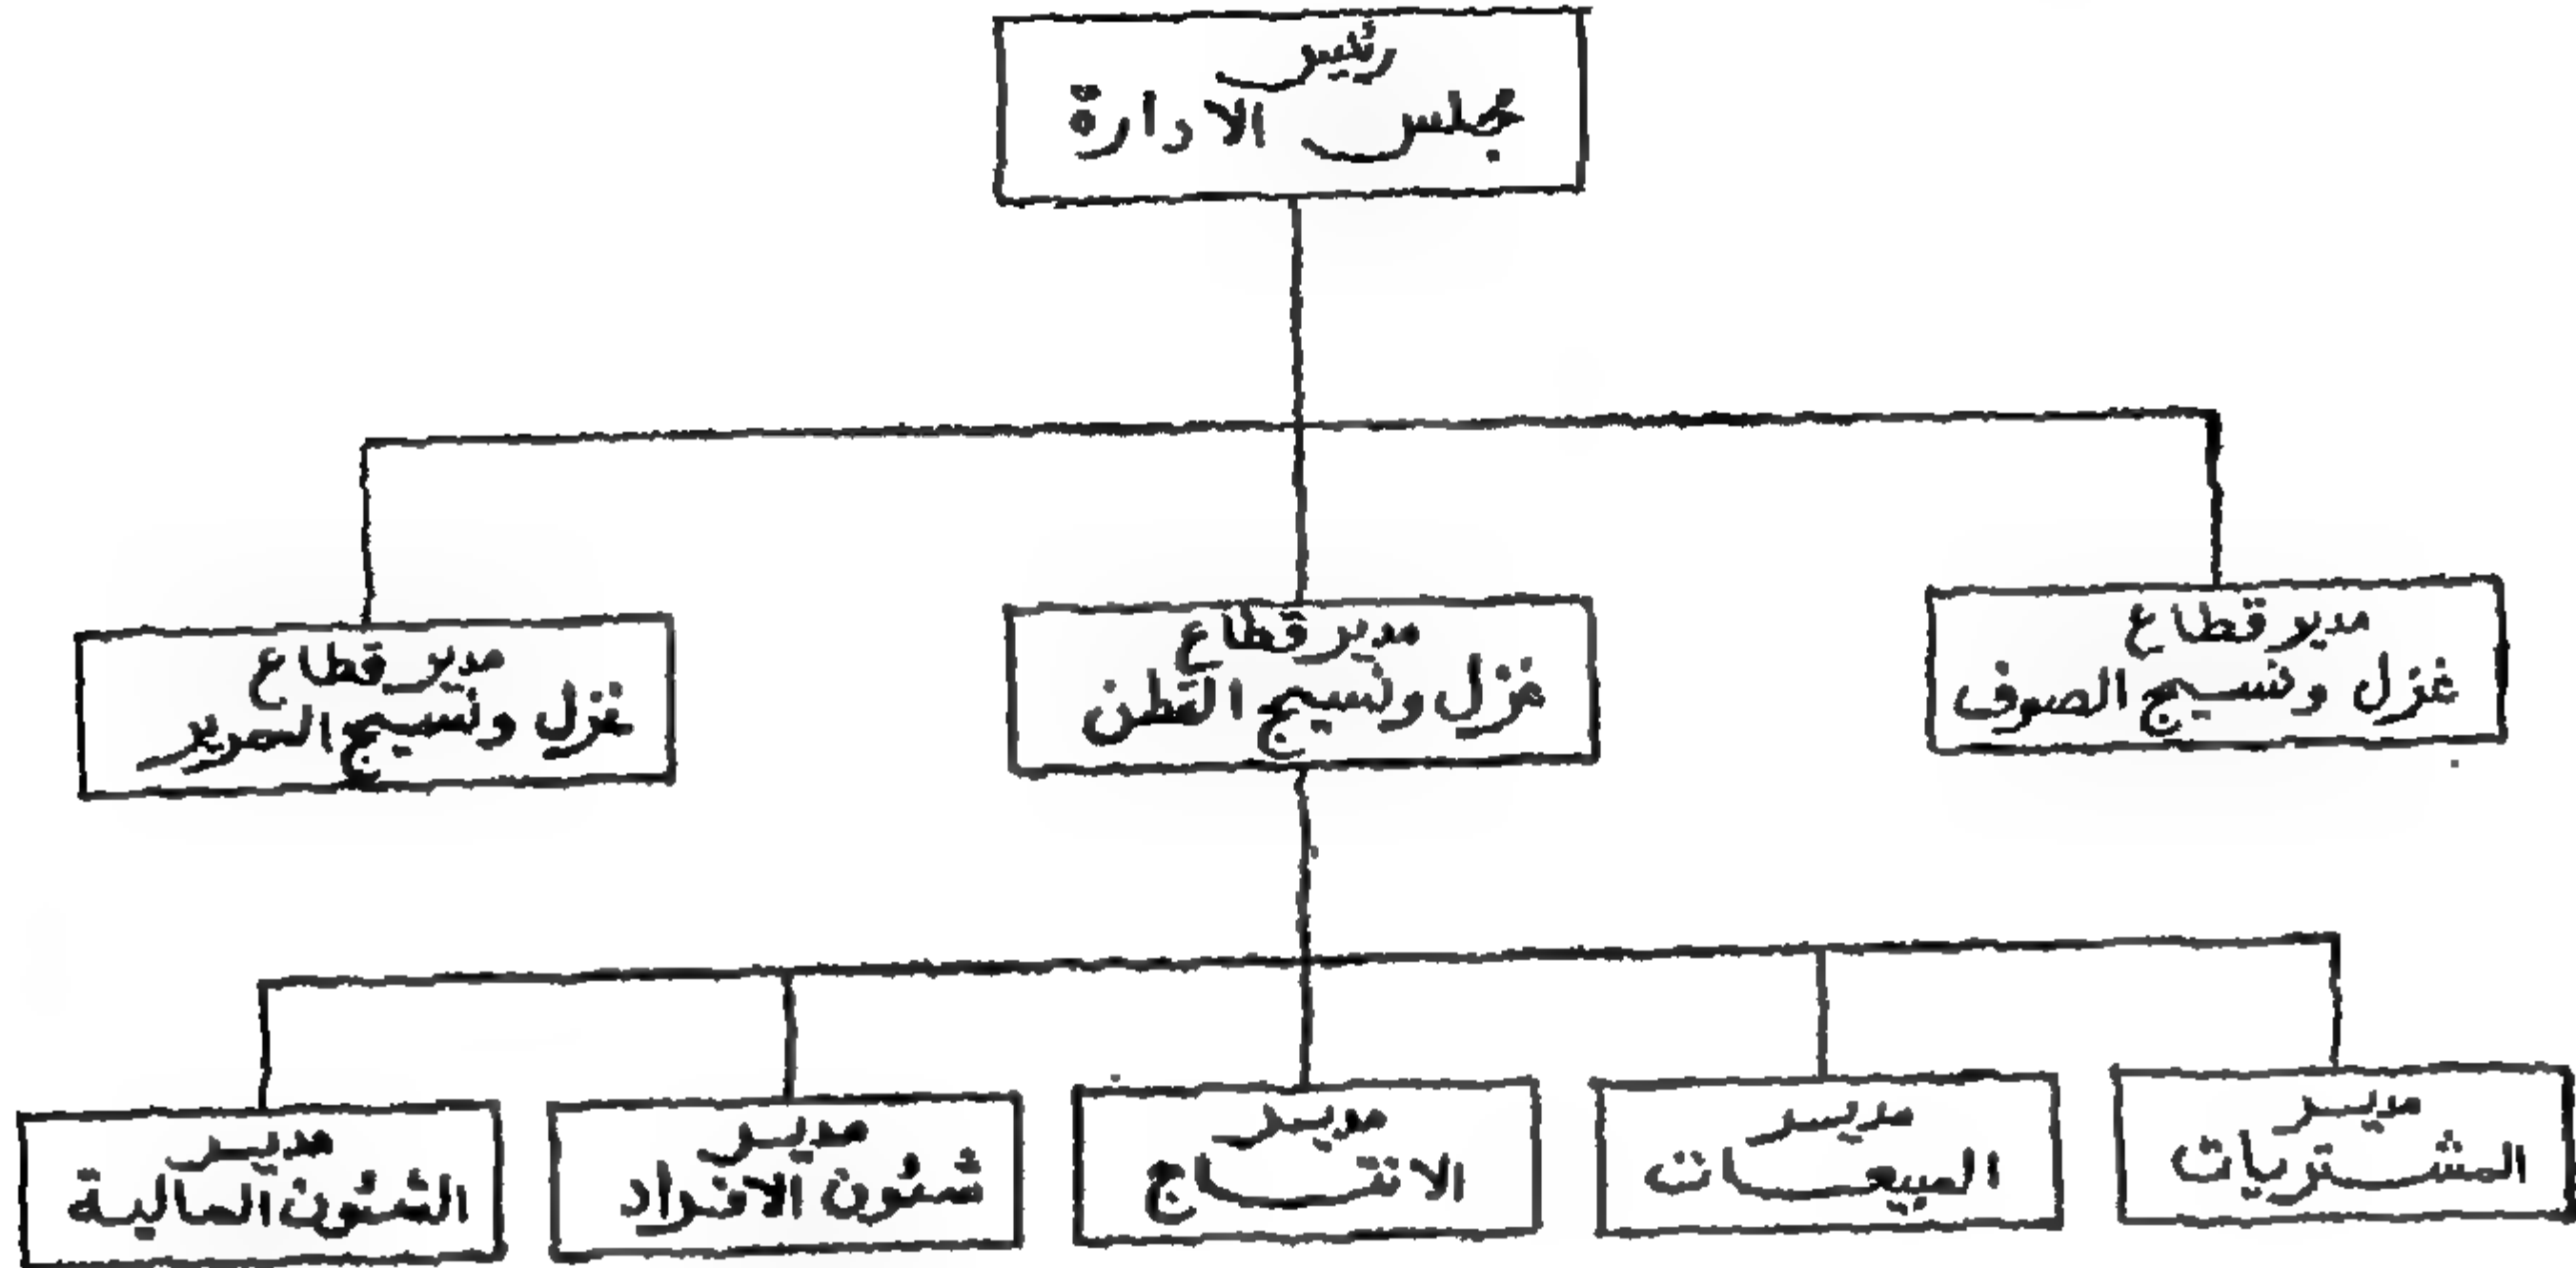 رئيس
مجلس الادارة
مدير قطاع
غزل ونسيج الصوف
مدير قطاع
غزل ونسيج القطن
مدير قطاع
غزل ونسيج الحرير
مدير
المشتريات
مدير
المبيعات
مدير
الانتاج
مدير
شئون الافراد
مدير
الشئون المالية